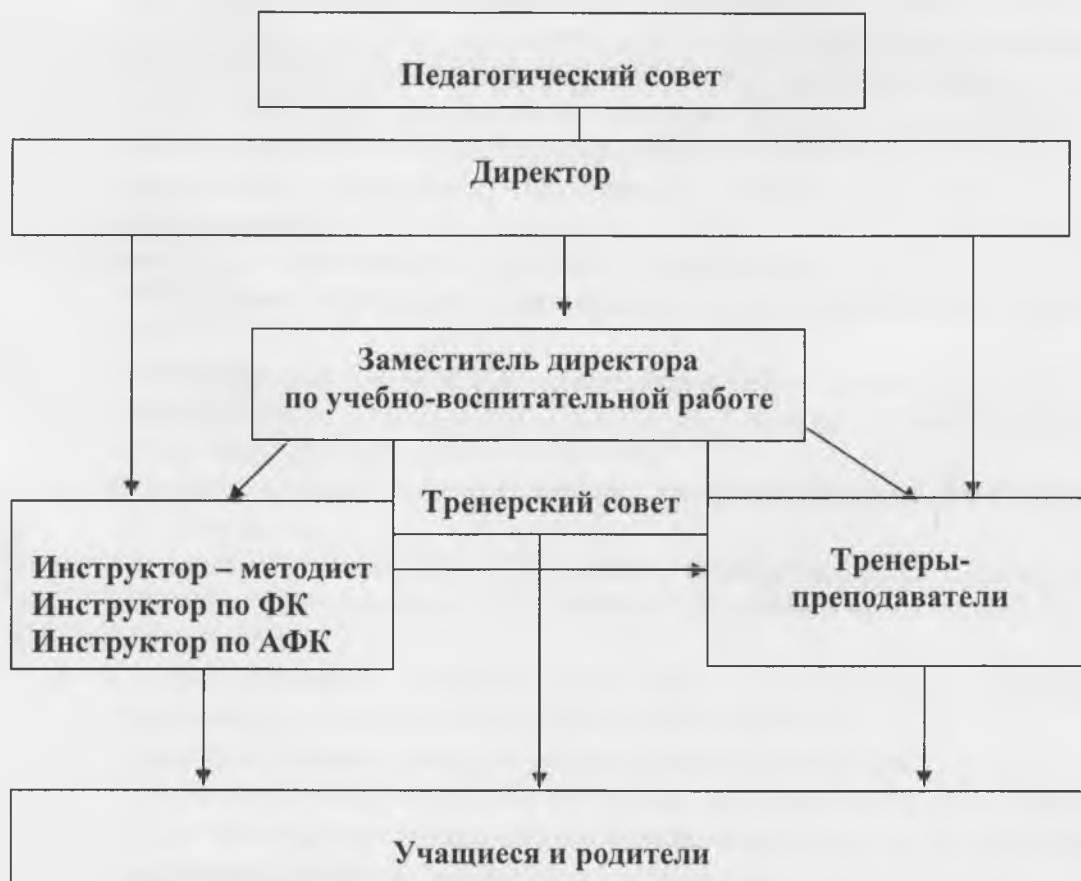 Педагогический совет
Директор
Заместитель директора
по учебно-воспитательной работе
Тренерский совет
Инструктор – методист
Инструктор по ФК
Инструктор по АФК
Тренеры-
преподаватели
Учащиеся и родители